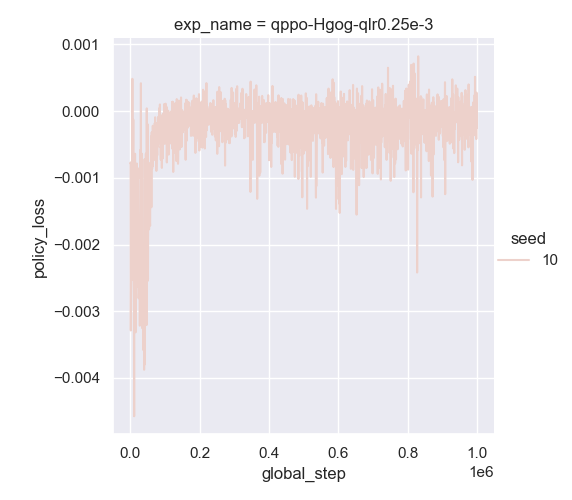 exp_name = qppo-Hgog-qlr0.25e-3
0.001
0.000
−0.001
−0.002
−0.003
−0.004
policy_loss
seed
10
0.0 0.2 0.4 0.6 0.8 1.0
1e6
global_step